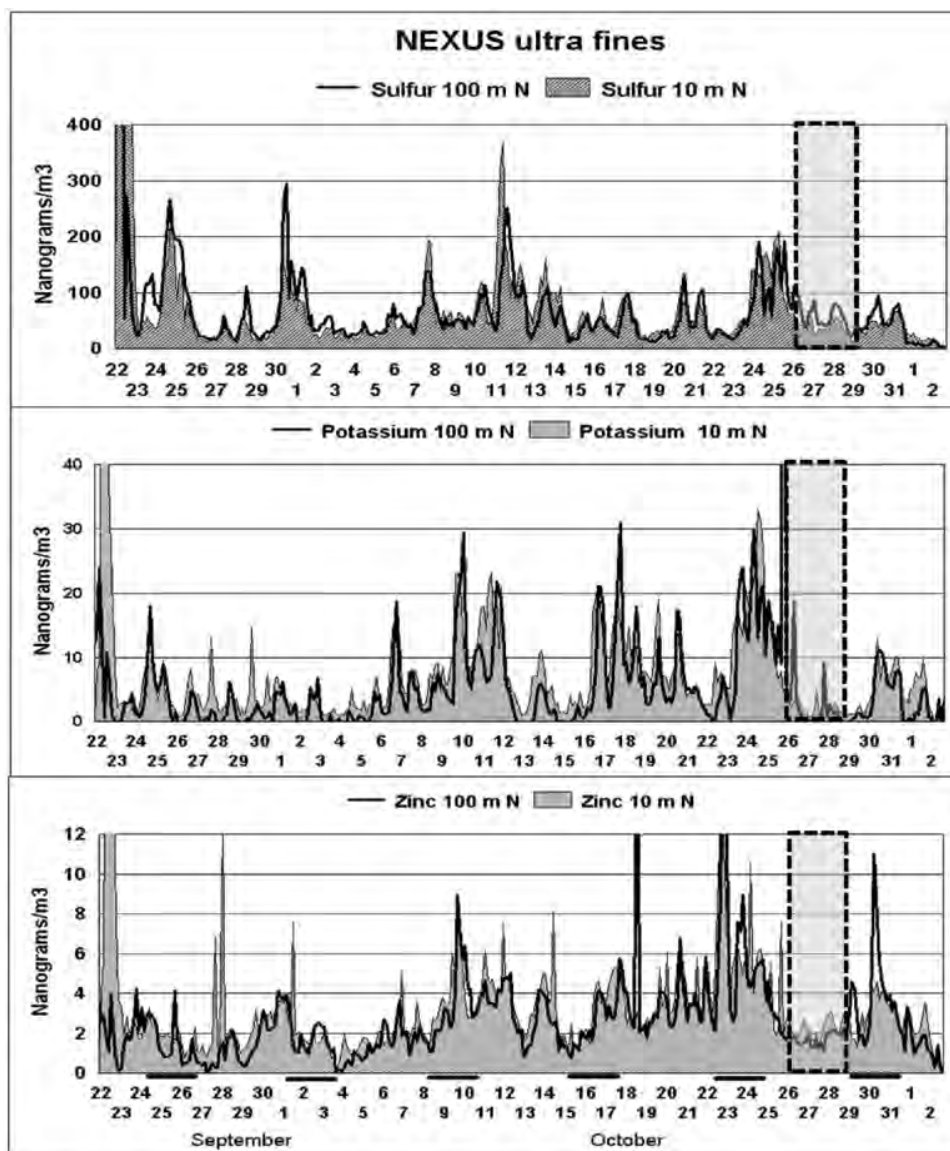 NEXUS ultra fines
Sulfur 100 m N Sulfur 10 m N
Nanograms/m3
400
300
200
100
0
22 24 26 28 30 2 4 6 8 10 12 14 16 18 20 22 24 26 28 30 1
23 25 27 29 1 3 5 7 9 11 13 15 17 19 21 23 25 27 29 31 2
Potassium 100 m N Potassium 10 m N
Nanograms/m3
40
30
20
10
0
22 24 26 28 30 2 4 6 8 10 12 14 16 18 20 22 24 26 28 30 1
23 25 27 29 1 3 5 7 9 11 13 15 17 19 21 23 25 27 29 31 2
Zinc 100 m N Zinc 10 m N
Nanograms/m3
12
10
8
6
4
2
0
22 24 26 28 30 2 4 6 8 10 12 14 16 18 20 22 24 26 28 30 1
23 25 27 29 1 3 5 7 9 11 13 15 17 19 21 23 25 27 29 31 2
September October